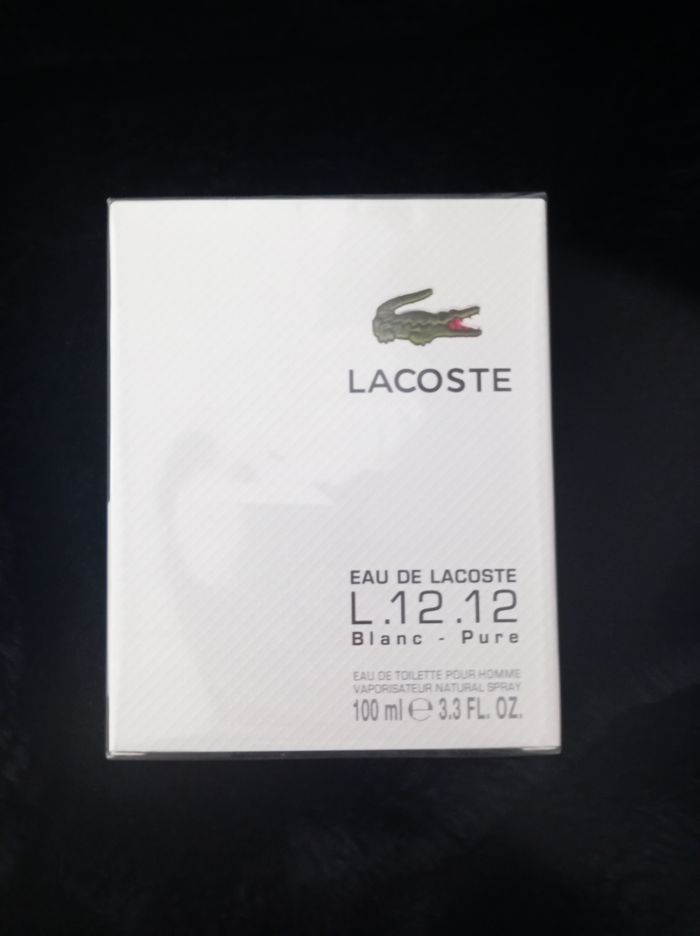 LACOSTE
EAU DE LACOSTE
L.12.12
Blanc - Pure
EAU DE TOILETTE POUR HOMME
VAPORISATEUR NATURAL SPRAY
100 ml ℮ 3.3 FL. OZ.